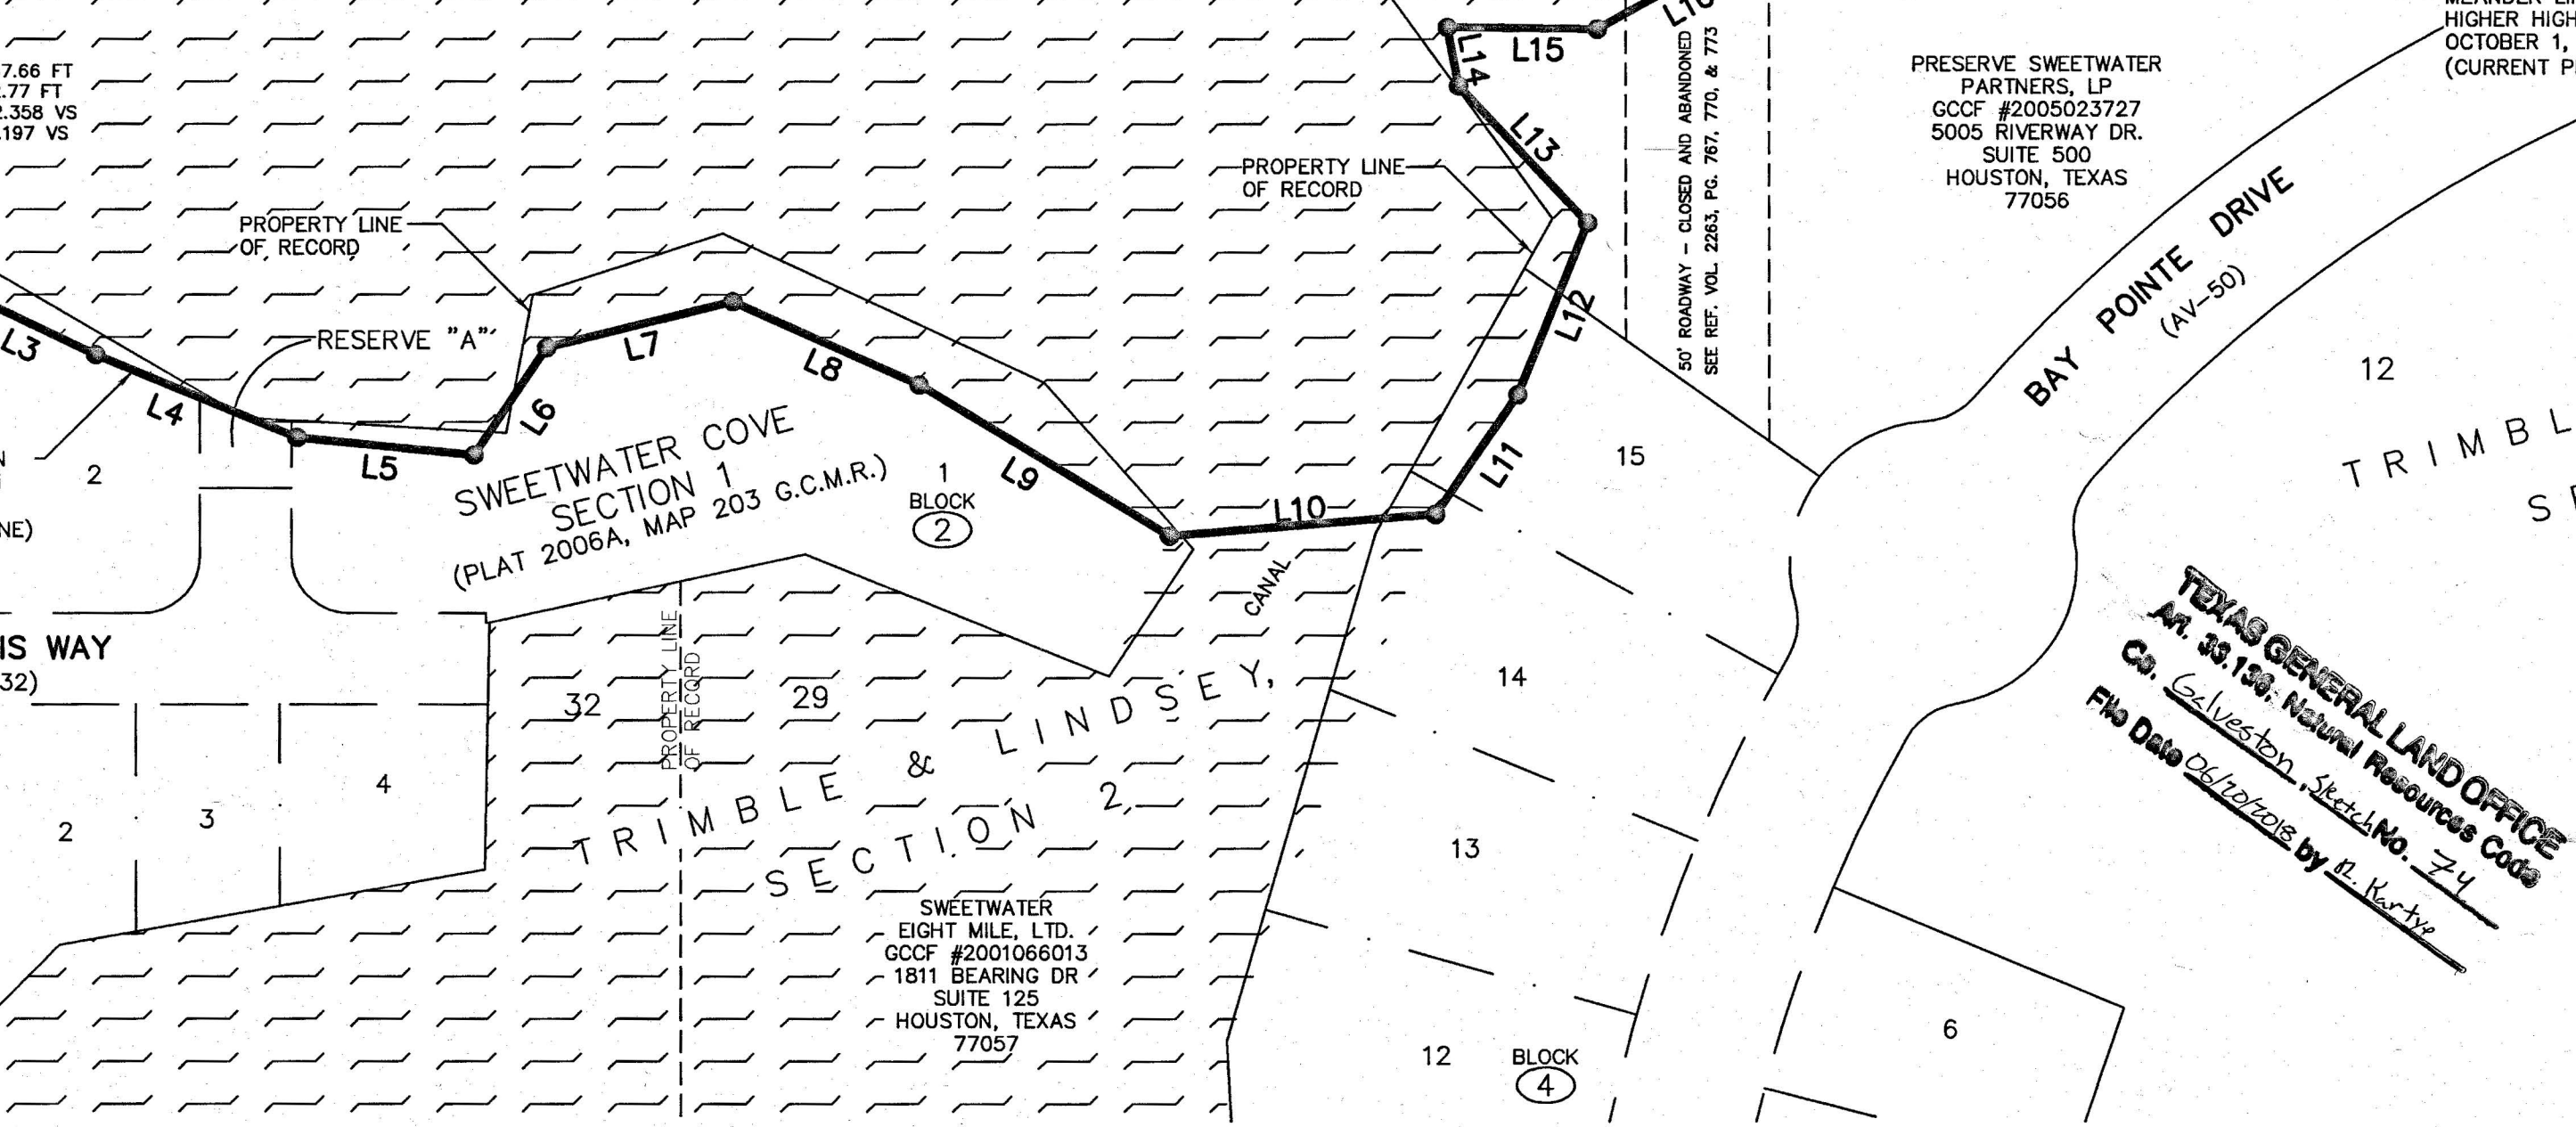 7.66 FT
.77 FT
2.358 VS
.197 VS
PROPERTY LINE
OF RECORD
RESERVE "A"
L3
L4
L5
L6
L7
L8
L9
L10
L11
L12
L13
L14
L15
L16
PROPERTY LINE
OF RECORD
50' ROADWAY - CLOSED AND ABANDONED
SEE REF. VOL. 2263, PG. 767, 770, & 773
PRESERVE SWEETWATER
PARTNERS, LP
GCCF #2005023727
5005 RIVERWAY DR.
SUITE 500
HOUSTON, TEXAS
77056
HIGHER HIGH
OCTOBER 1,
(CURRENT P
BAY POINTE DRIVE
(AV-50)
12
TRIMBL
S
N
2
NE)
SWEETWATER COVE
SECTION 1
(PLAT 2006A, MAP 203 G.C.M.R.)
1
BLOCK
2
CANAL
15
14
13
12
BLOCK
4
6
IS WAY
32)
2
3
4
32
PROPERTY LINE
OF RECORD
29
TRIMBLE & LINDSEY,
SECTION 2,
SWEETWATER
EIGHT MILE, LTD.
GCCF #2001066013
1811 BEARING DR
SUITE 125
HOUSTON, TEXAS
77057
TEXAS GENERAL LAND OFFICE
Art. 33.136, Natural Resources Code
Co. Galveston, Sketch No. 74
File Date 06/20/2018 by R. Kartye